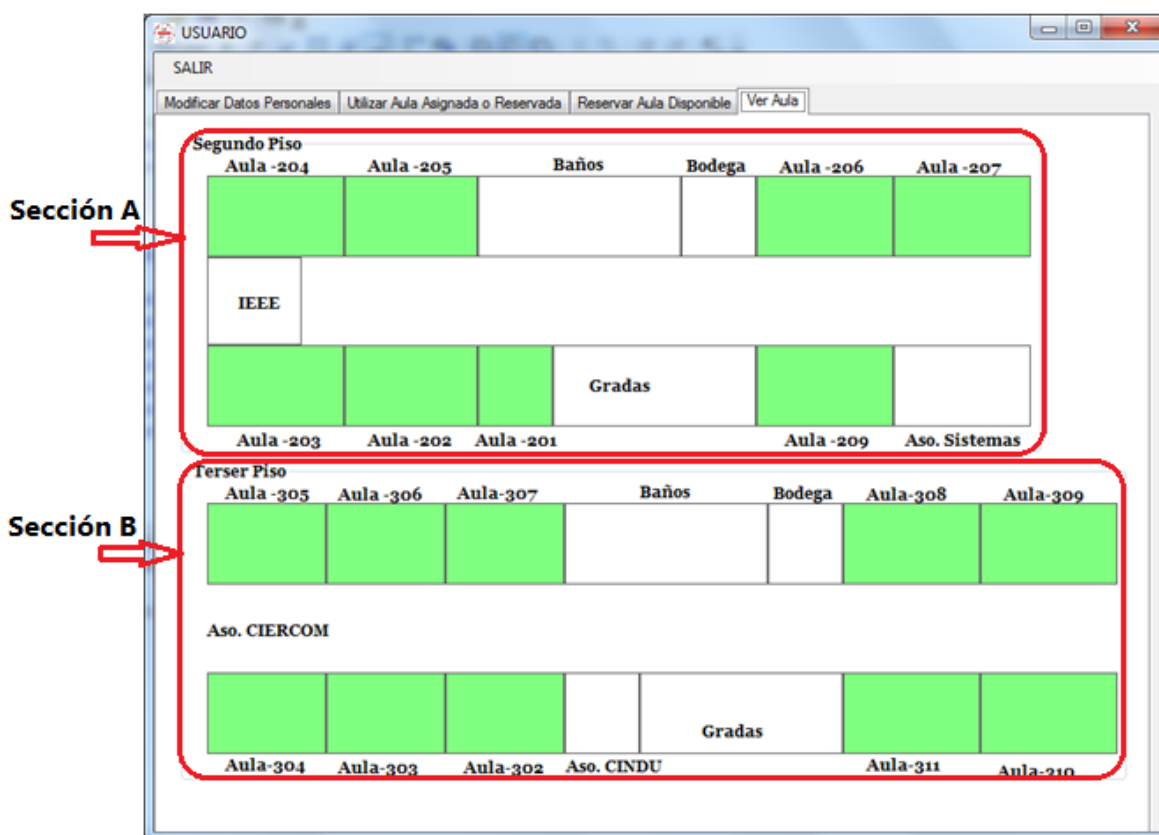 USUARIO
SALIR
Modificar Datos Personales Utilizar Aula Asignada o Reservada Reservar Aula Disponible Ver Aula
Segundo Piso
Aula -204 Aula -205 Baños Bodega Aula -206 Aula -207
Sección A
IEEE
Gradas
Aula -203 Aula -202 Aula -201 Aula -209 Aso. Sistemas
Terser Piso
Aula -305 Aula -306 Aula-307 Baños Bodega Aula-308 Aula-309
Sección B
Aso. CIERCOM
Gradas
Aula-304 Aula-303 Aula-302 Aso. CINDU Aula-311 Aula-310